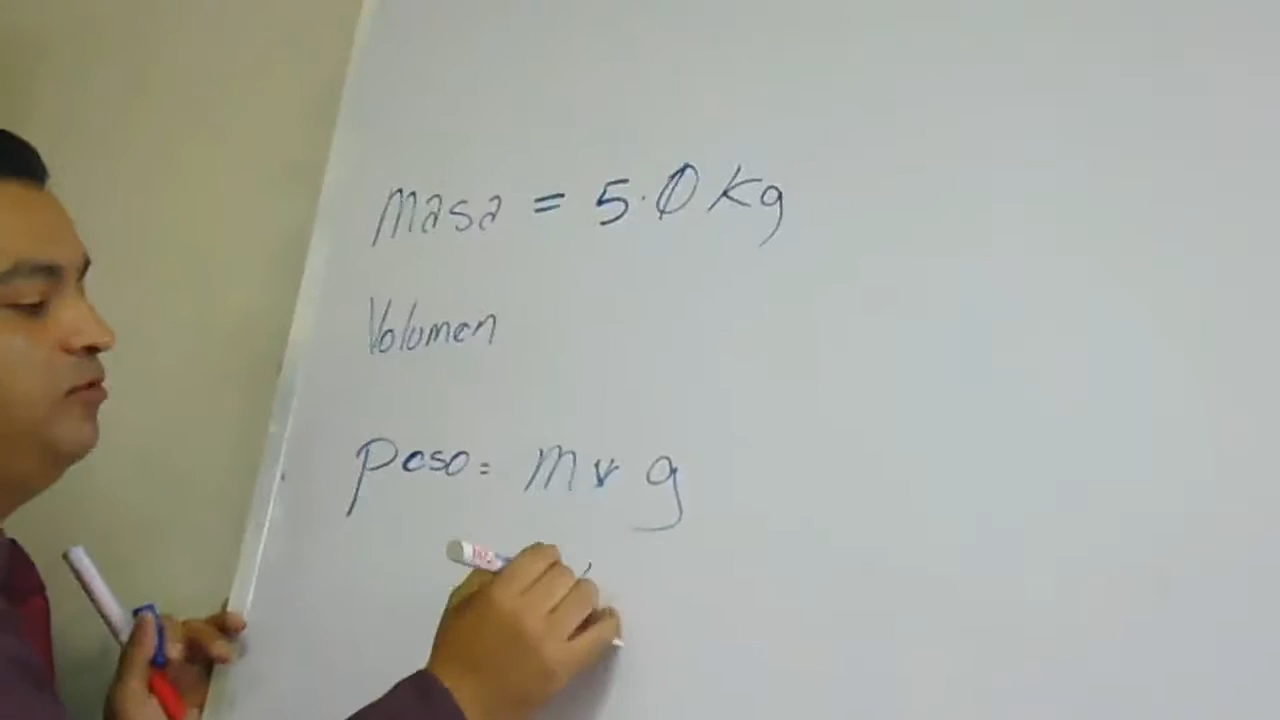 Masa = 5.0 Kg
Volumen
Peso = m x g